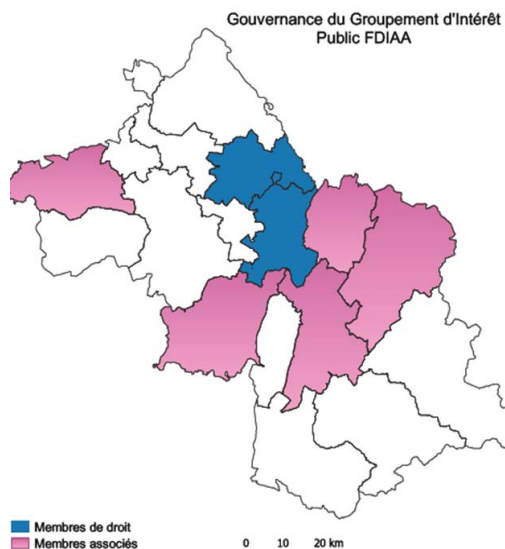 Gouvernance du Groupement d'Intérêt
Public FDIAA
Membres de droit
Membres associés
0 10 20 km